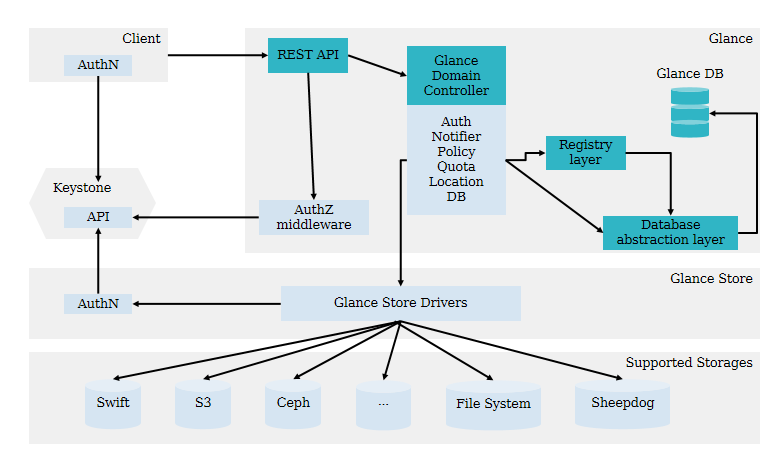 Client
Glance
AuthN
REST API
Glance
Domain
Controller
Glance DB
Auth
Notifier
Policy
Quota
Location
DB
Registry
layer
Keystone
API
AuthZ
middleware
Database
abstraction layer
Glance Store
AuthN
Glance Store Drivers
Supported Storages
Swift
S3
Ceph
...
File System
Sheepdog